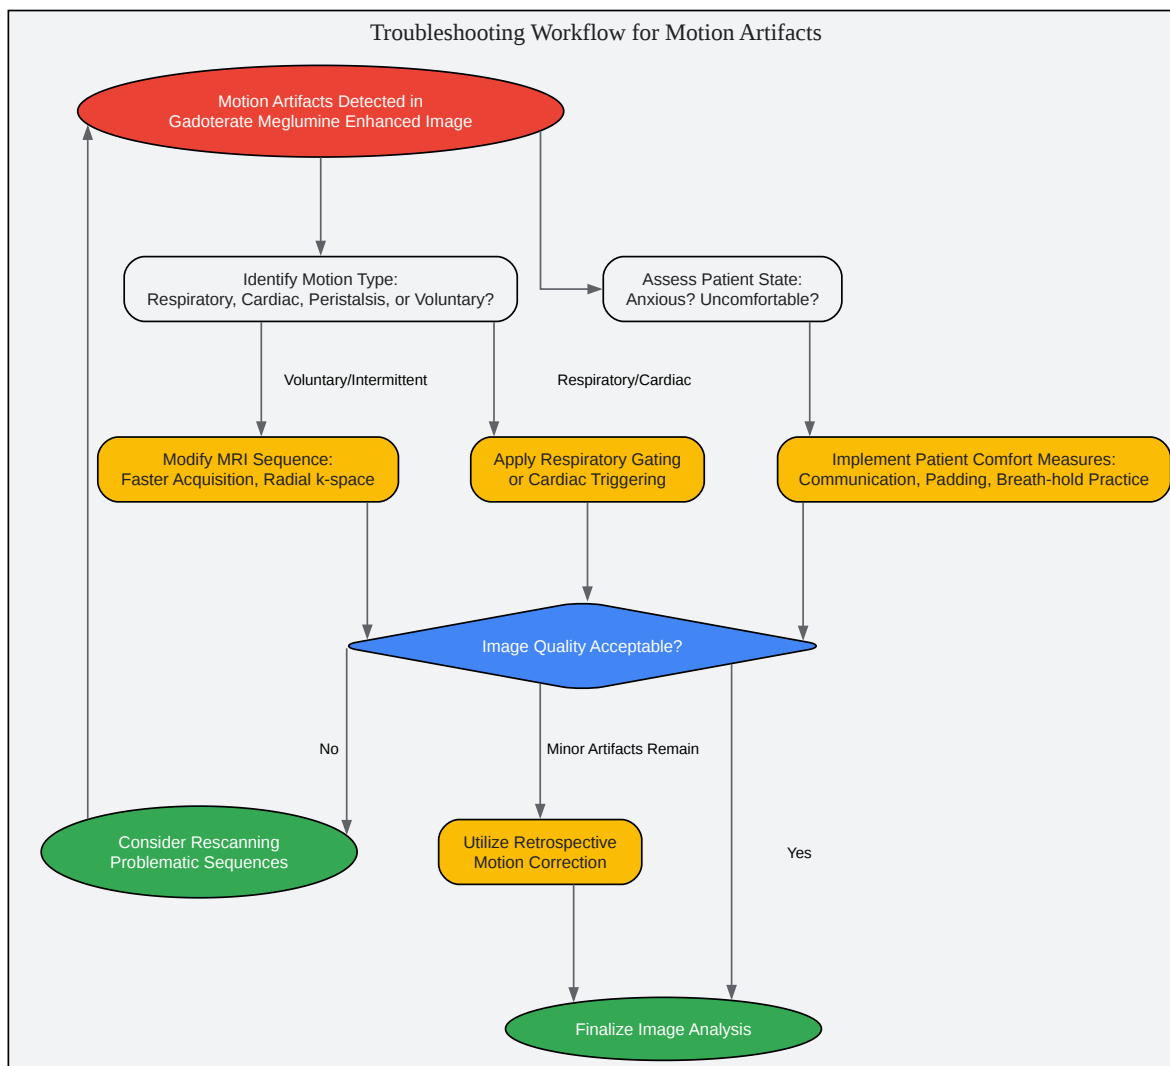 Troubleshooting Workflow for Motion Artifacts
Motion Artifacts Detected in
Gadoterate Meglumine Enhanced Image
Identify Motion Type:
Respiratory, Cardiac, Peristalsis, or Voluntary?
Assess Patient State:
Anxious? Uncomfortable?
Voluntary/Intermittent
Respiratory/Cardiac
Modify MRI Sequence:
Faster Acquisition, Radial k-space
Apply Respiratory Gating
or Cardiac Triggering
Implement Patient Comfort Measures:
Communication, Padding, Breath-hold Practice
Image Quality Acceptable?
No
Minor Artifacts Remain
Yes
Consider Rescanning
Problematic Sequences
Utilize Retrospective
Motion Correction
Finalize Image Analysis